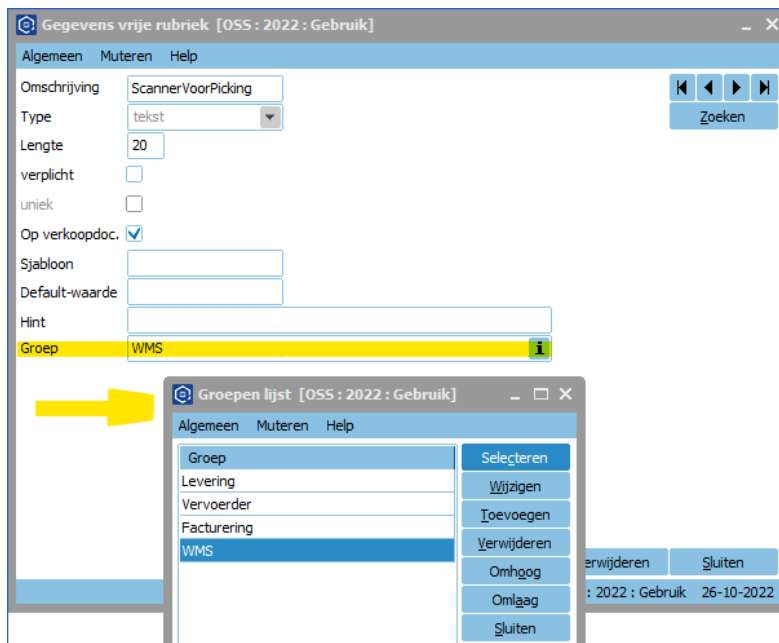 Gegevens vrije rubriek [OSS : 2022 : Gebruik]
Algemeen Muteren Help
Omschrijving ScannerVoorPicking
Type tekst
Zoeken
Lengte 20
verplicht
uniek
Op verkoopdoc.
Sjabloon
Default-waarde
Hint
Groep WMS i
Groepen lijst [OSS : 2022 : Gebruik]
Algemeen Muteren Help
Groep Selecteren
Levering Wijzigen
Vervoerder Toevoegen
Facturering Verwijderen
WMS
Omhoog
erwijderen Sluiten
Omlaag : 2022 : Gebruik 26-10-2022
Sluiten